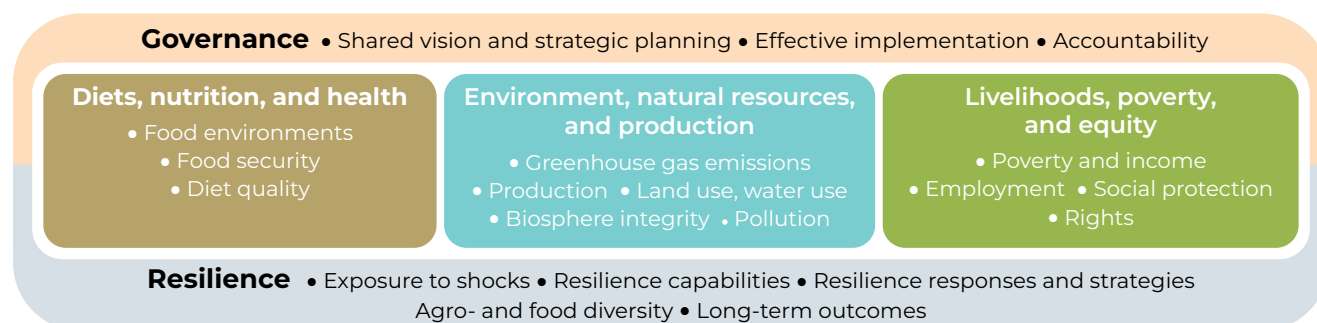 Governance • Shared vision and strategic planning • Effective implementation • Accountability
Diets, nutrition, and health
• Food environments
• Food security
• Diet quality
Environment, natural resources,
and production
• Greenhouse gas emissions
• Production • Land use, water use
• Biosphere integrity • Pollution
Livelihoods, poverty,
and equity
• Poverty and income
• Employment • Social protection
• Rights
Resilience • Exposure to shocks • Resilience capabilities • Resilience responses and strategies
Agro- and food diversity • Long-term outcomes